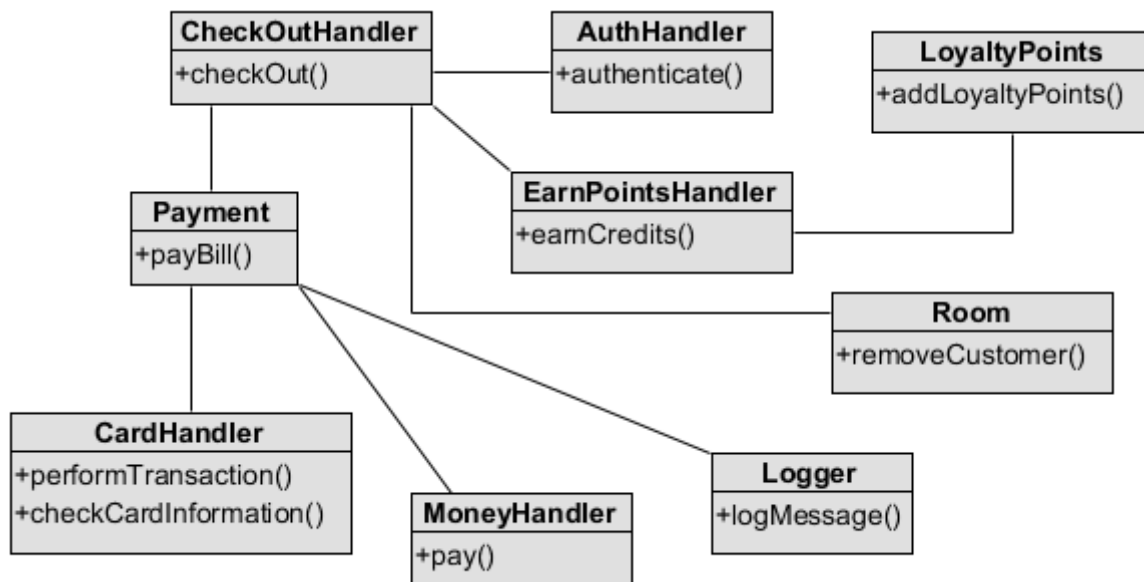 CheckOutHandler
+checkOut()
AuthHandler
+authenticate()
LoyaltyPoints
+addLoyaltyPoints()
EarnPointsHandler
+earnCredits()
Payment
+payBill()
Room
+removeCustomer()
CardHandler
+performTransaction()
+checkCardInformation()
MoneyHandler
+pay()
Logger
+logMessage()